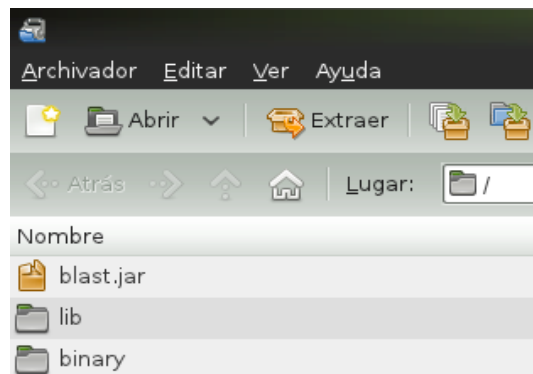 Archivador Editar Ver Ayuda
Abrir Extraer
Atrás Lugar: /
Nombre
blast.jar
lib
binary